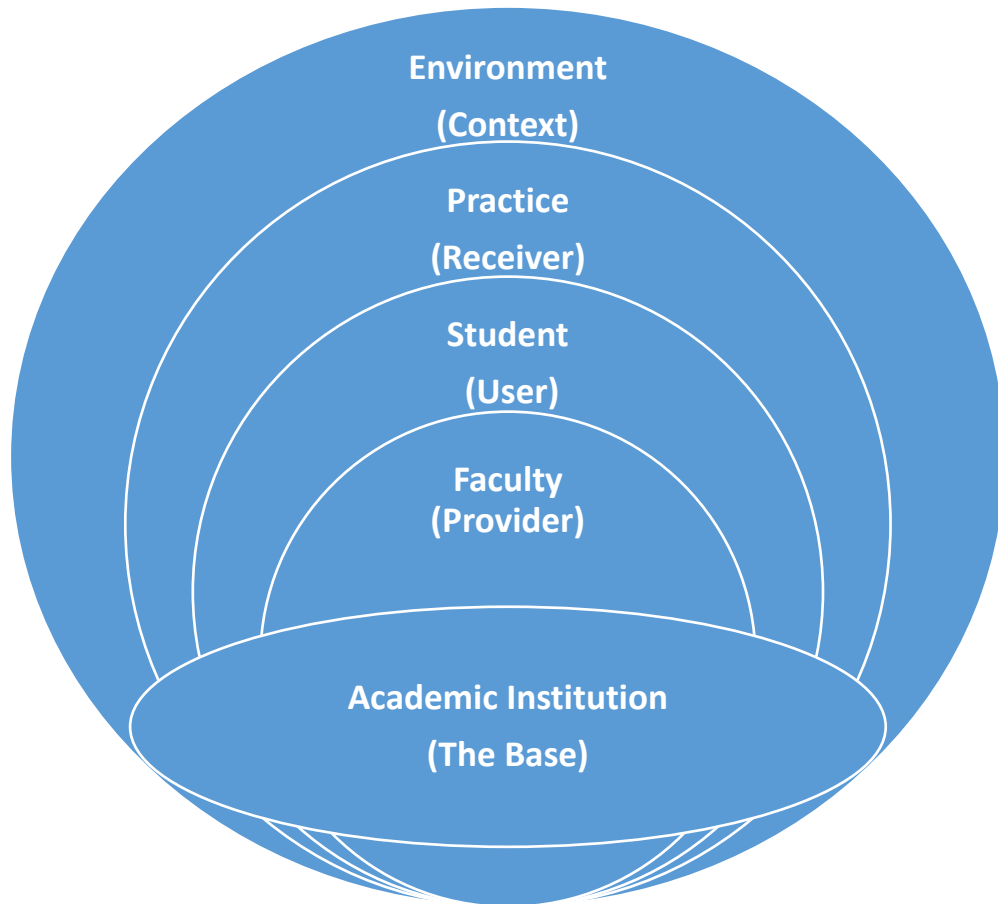 Environment
(Context)
Practice
(Receiver)
Student
(User)
Faculty
(Provider)
Academic Institution
(The Base)